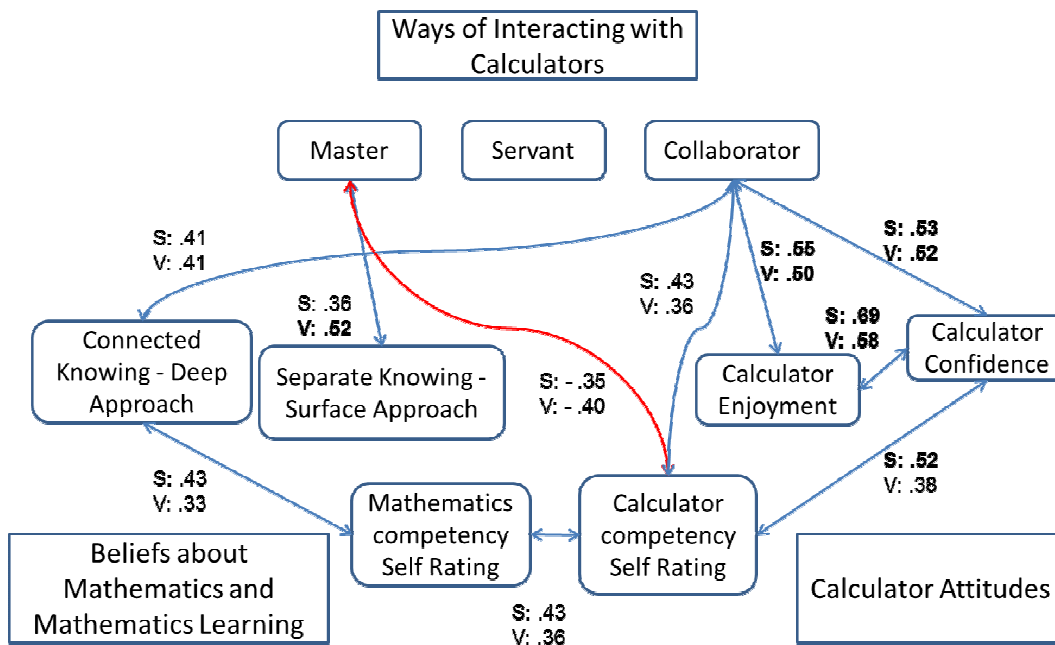 Ways of Interacting with
Calculators
Master
Servant
Collaborator
S: .41
V: .41
S: .36
V: .52
S: - .35
V: - .40
S: .43
V: .36
S: .55
V: .50
S: .53
V: .52
S: .69
V: .58
Connected
Knowing - Deep
Approach
Separate Knowing -
Surface Approach
Calculator
Enjoyment
Calculator
Confidence
S: .43
V: .33
S: .52
V: .38
Mathematics
competency
Self Rating
Calculator
competency
Self Rating
S: .43
V: .36
Beliefs about
Mathematics and
Mathematics Learning
Calculator Attitudes